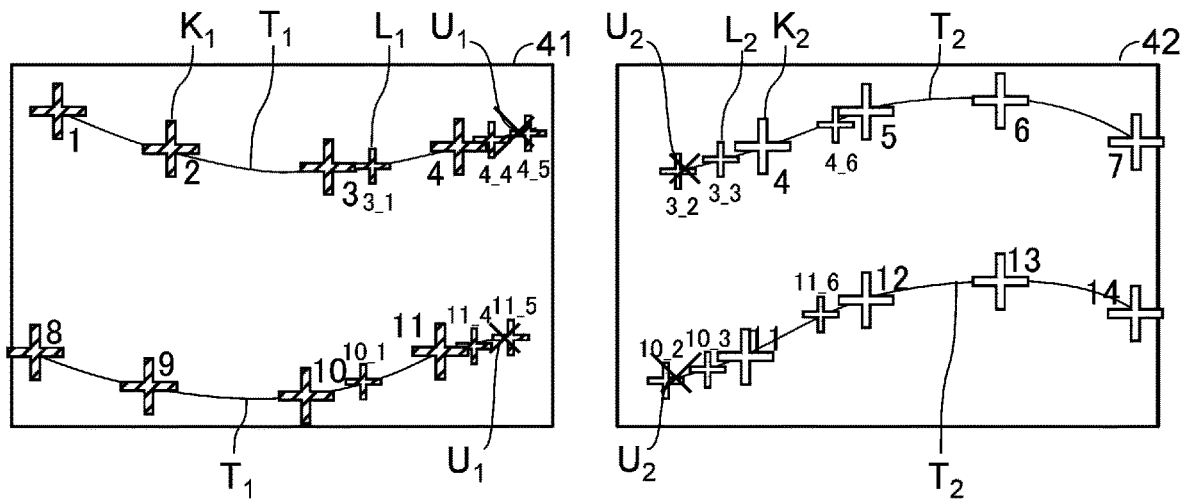 K₁ T₁ L₁ U₁ 41
1 2 3 3_1 4 4_4 4_5
8 9 10 10_1 11 11_4 11_5
T₁ U₁
U₂ L₂ K₂ T₂ 42
3_2 3_3 4 4_6 5 6 7
10_2 10_3 11 11_6 12 13 14
U₂ T₂